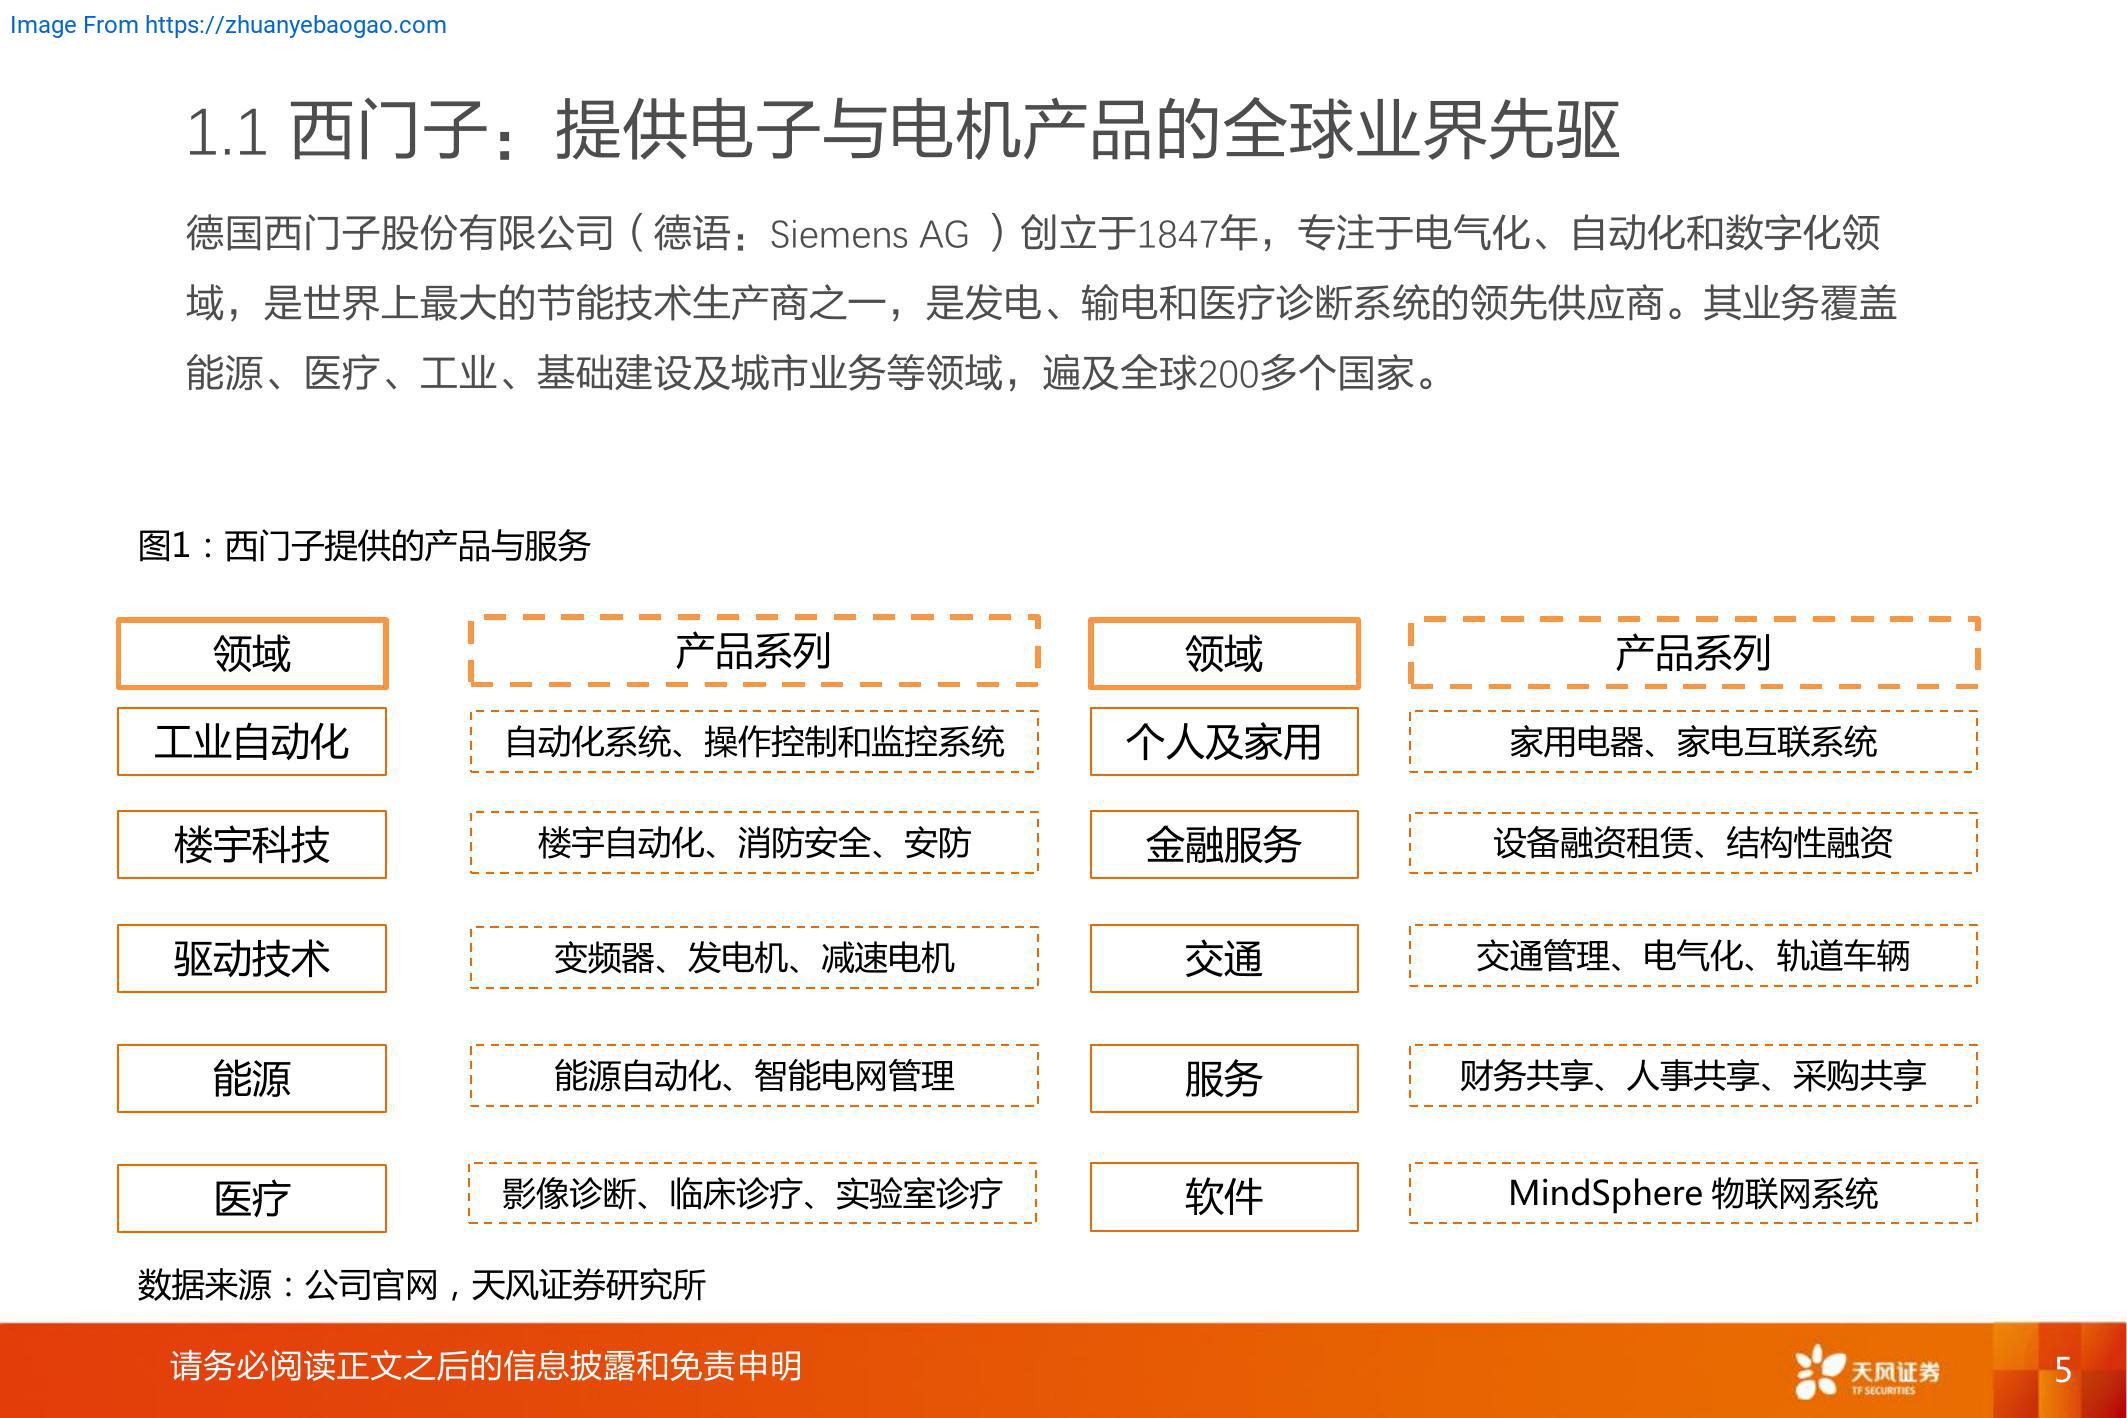 Image From https://zhuanyebaogao.com
1.1 西门子：提供电子与电机产品的全球业界先驱
德国西门子股份有限公司（德语：Siemens AG ）创立于1847年，专注于电气化、自动化和数字化领
域，是世界上最大的节能技术生产商之一，是发电、输电和医疗诊断系统的领先供应商。其业务覆盖
能源、医疗、工业、基础建设及城市业务等领域，遍及全球200多个国家。
图1：西门子提供的产品与服务
领域 产品系列 领域 产品系列
工业自动化 自动化系统、操作控制和监控系统 个人及家用 家用电器、家电互联系统
楼宇科技 楼宇自动化、消防安全、安防 金融服务 设备融资租赁、结构性融资
驱动技术 变频器、发电机、减速电机 交通 交通管理、电气化、轨道车辆
能源 能源自动化、智能电网管理 服务 财务共享、人事共享、采购共享
医疗 影像诊断、临床诊疗、实验室诊疗 软件 MindSphere 物联网系统
数据来源：公司官网，天风证券研究所
请务必阅读正文之后的信息披露和免责申明
天风证券
TF SECURITIES
5